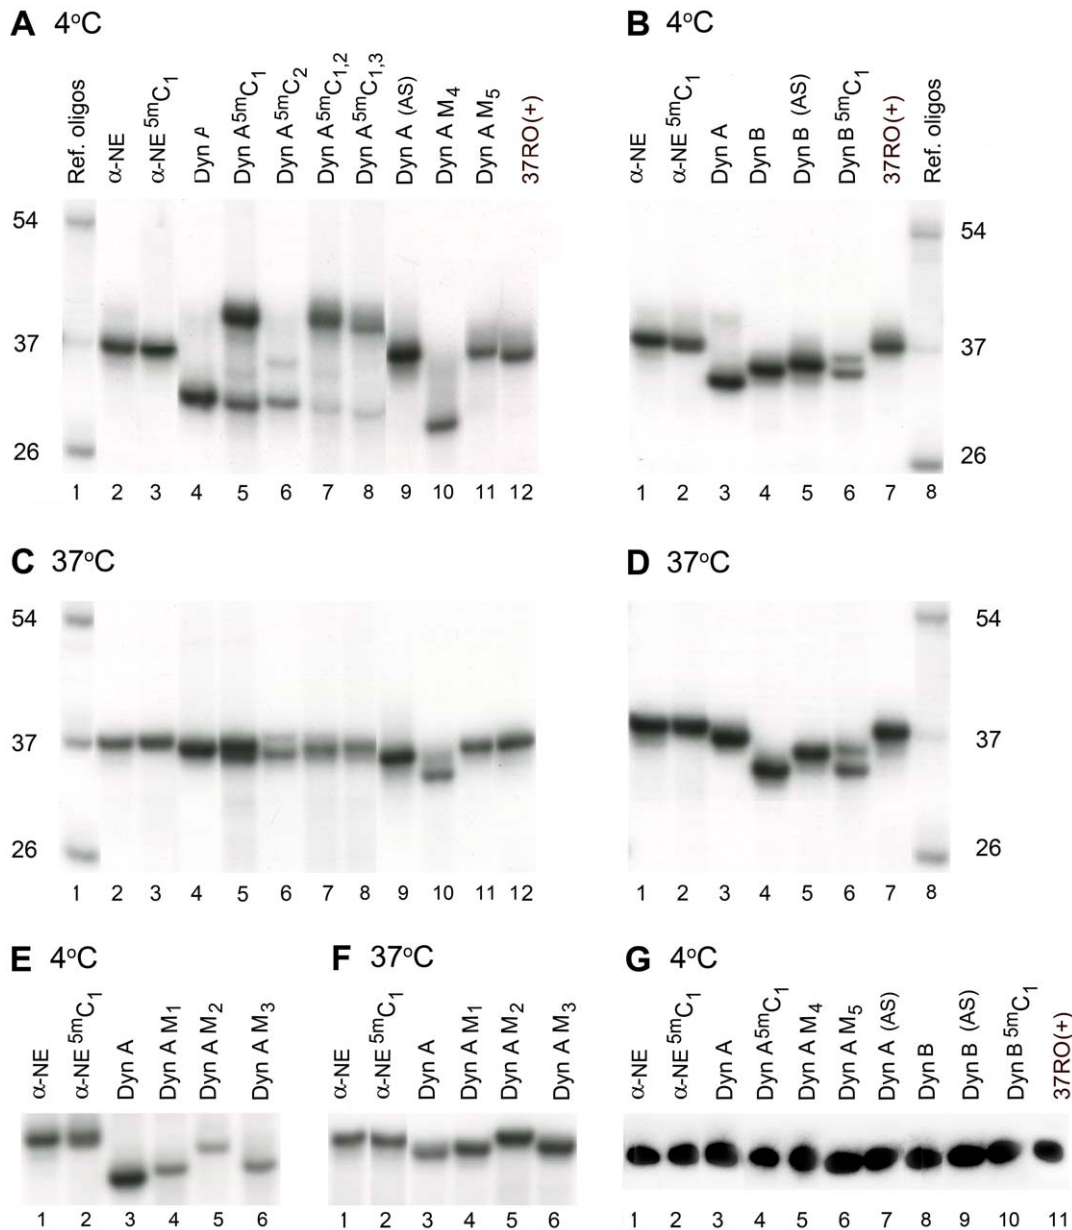 A 4°C
Ref. oligos
α-NE
α-NE 5mC1
Dyn A
Dyn A 5mC1
Dyn A 5mC2
Dyn A 5mC1,2
Dyn A 5mC1,3
Dyn A (AS)
Dyn A M4
Dyn A M5
37RO(+)
54
37
26
1 2 3 4 5 6 7 8 9 10 11 12
B 4°C
α-NE
α-NE 5mC1
Dyn A
Dyn B
Dyn B (AS)
Dyn B 5mC1
37RO(+)
Ref. oligos
54
37
26
1 2 3 4 5 6 7 8
C 37°C
54
37
26
1 2 3 4 5 6 7 8 9 10 11 12
D 37°C
54
37
26
1 2 3 4 5 6 7 8
E 4°C
α-NE
α-NE 5mC1
Dyn A
Dyn A M1
Dyn A M2
Dyn A M3
1 2 3 4 5 6
F 37°C
α-NE
α-NE 5mC1
Dyn A
Dyn A M1
Dyn A M2
Dyn A M3
1 2 3 4 5 6
G 4°C
α-NE
α-NE 5mC1
Dyn A
Dyn A 5mC1
Dyn A M4
Dyn A M5
Dyn A (AS)
Dyn B
Dyn B (AS)
Dyn B 5mC1
37RO(+)
1 2 3 4 5 6 7 8 9 10 11